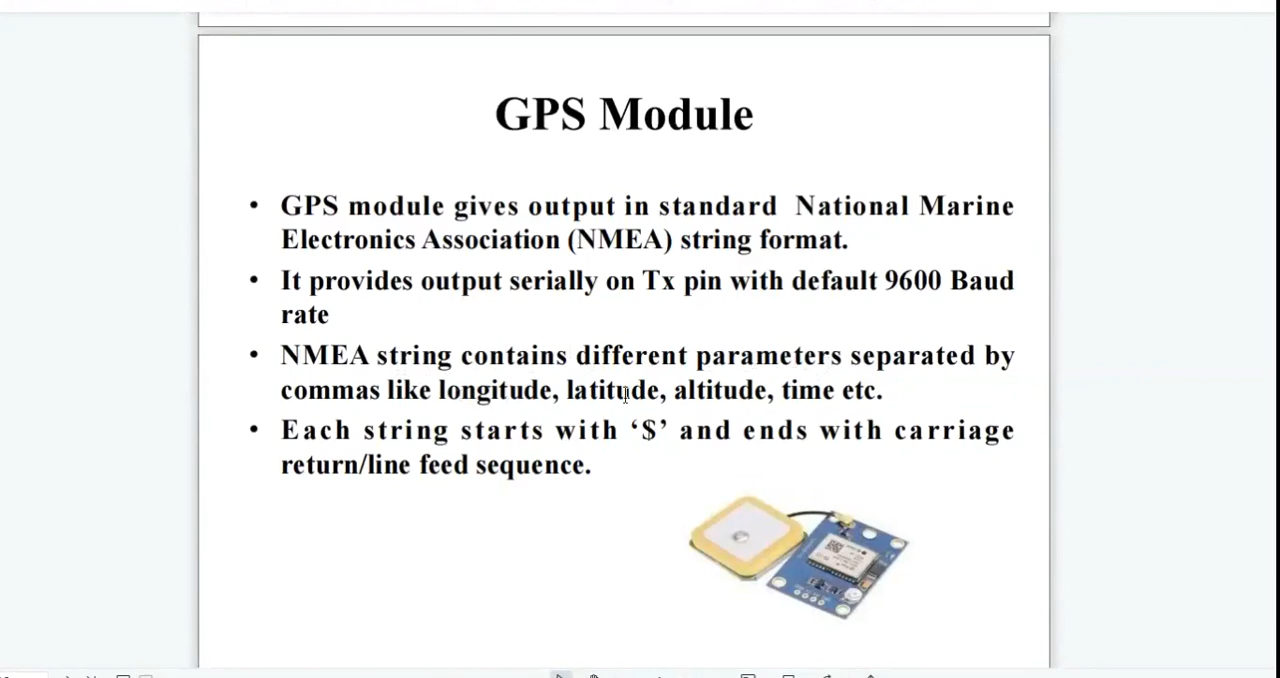 GPS Module
• GPS module gives output in standard National Marine
Electronics Association (NMEA) string format.
• It provides output serially on Tx pin with default 9600 Baud
rate
• NMEA string contains different parameters separated by
commas like longitude, latitude, altitude, time etc.
• Each string starts with ‘$’ and ends with carriage
return/line feed sequence.